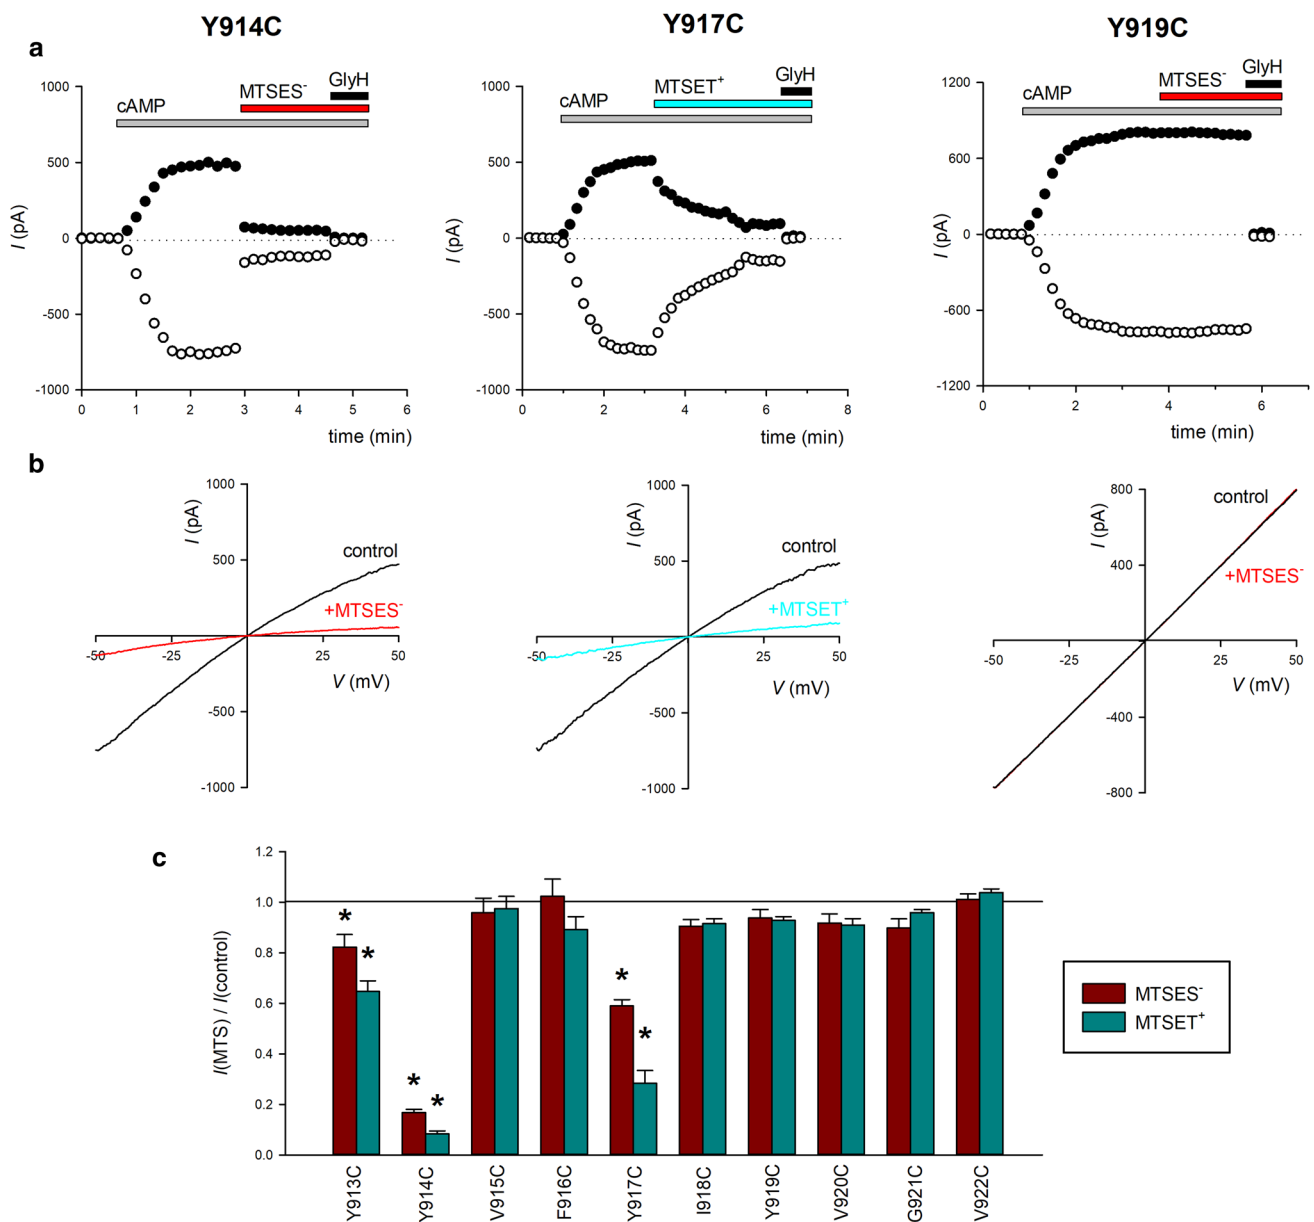 Y914C
Y917C
Y919C
a
1000
500
0
-500
-1000
I (pA)
cAMP
MTSES-
GlyH
0 1 2 3 4 5 6
time (min)
1000
500
0
-500
-1000
I (pA)
cAMP
MTSET+
GlyH
0 2 4 6 8
time (min)
1200
600
0
-600
-1200
I (pA)
cAMP
MTSES-
GlyH
0 2 4 6
time (min)
b
1000
I (pA)
500
control
+MTSES-
-50 -25 25 50
V (mV)
-500
-1000
1000
I (pA)
500
control
+MTSET+
-50 -25 25 50
V (mV)
-500
-1000
800
I (pA)
control
400
+MTSES-
-50 -25 25 50
V (mV)
-400
-800
c
I(MTS) / I(control)
1.2
1.0
0.8
0.6
0.4
0.2
0.0
* * * * * *
Y913C Y914C V915C F916C Y917C I918C Y919C V920C G921C V922C
MTSES-
MTSET+